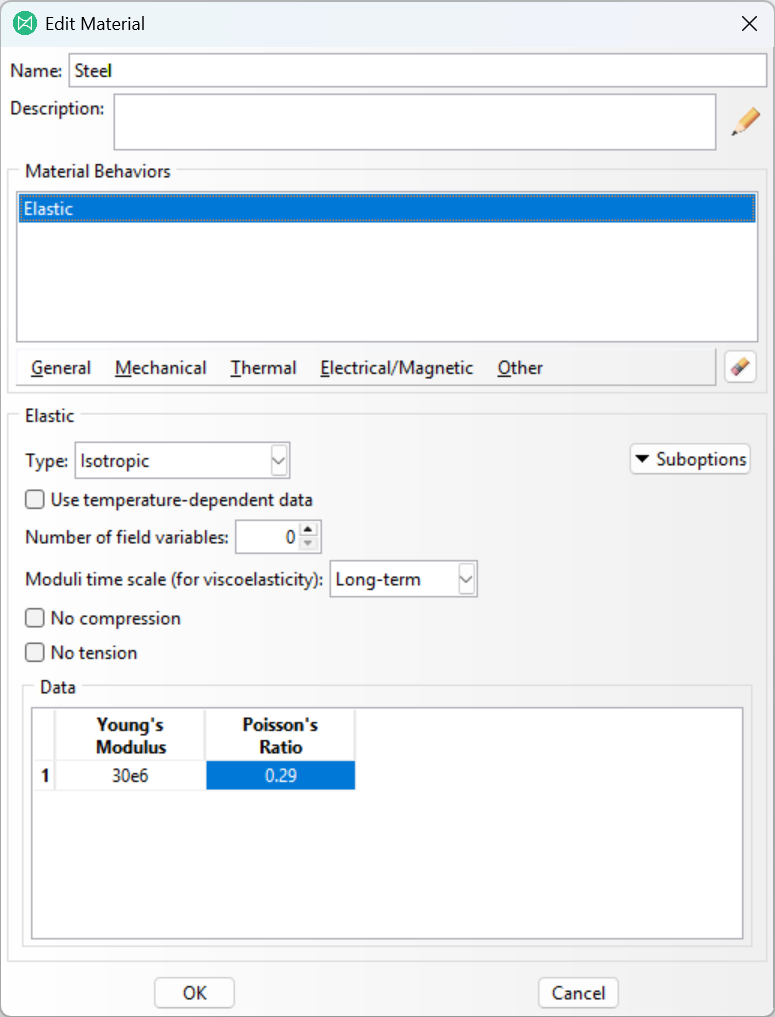 Edit Material
Name: Steel
Description:
Material Behaviors
Elastic
General Mechanical Thermal Electrical/Magnetic Other
Elastic
Type: Isotropic Suboptions
Use temperature-dependent data
Number of field variables: 0
Moduli time scale (for viscoelasticity): Long-term
No compression
No tension
Data
Young's Poisson's
Modulus Ratio
1 30e6 0.29
OK Cancel